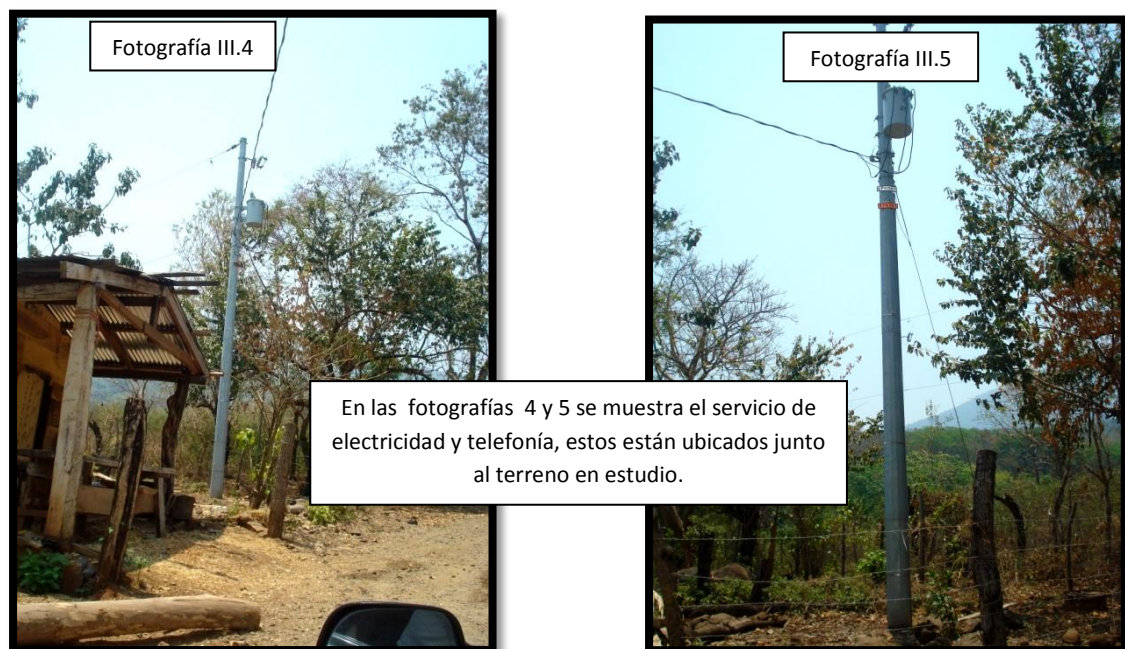 Fotografía III.4
Fotografía III.5
En las fotografías 4 y 5 se muestra el servicio de
electricidad y telefonía, estos están ubicados junto
al terreno en estudio.